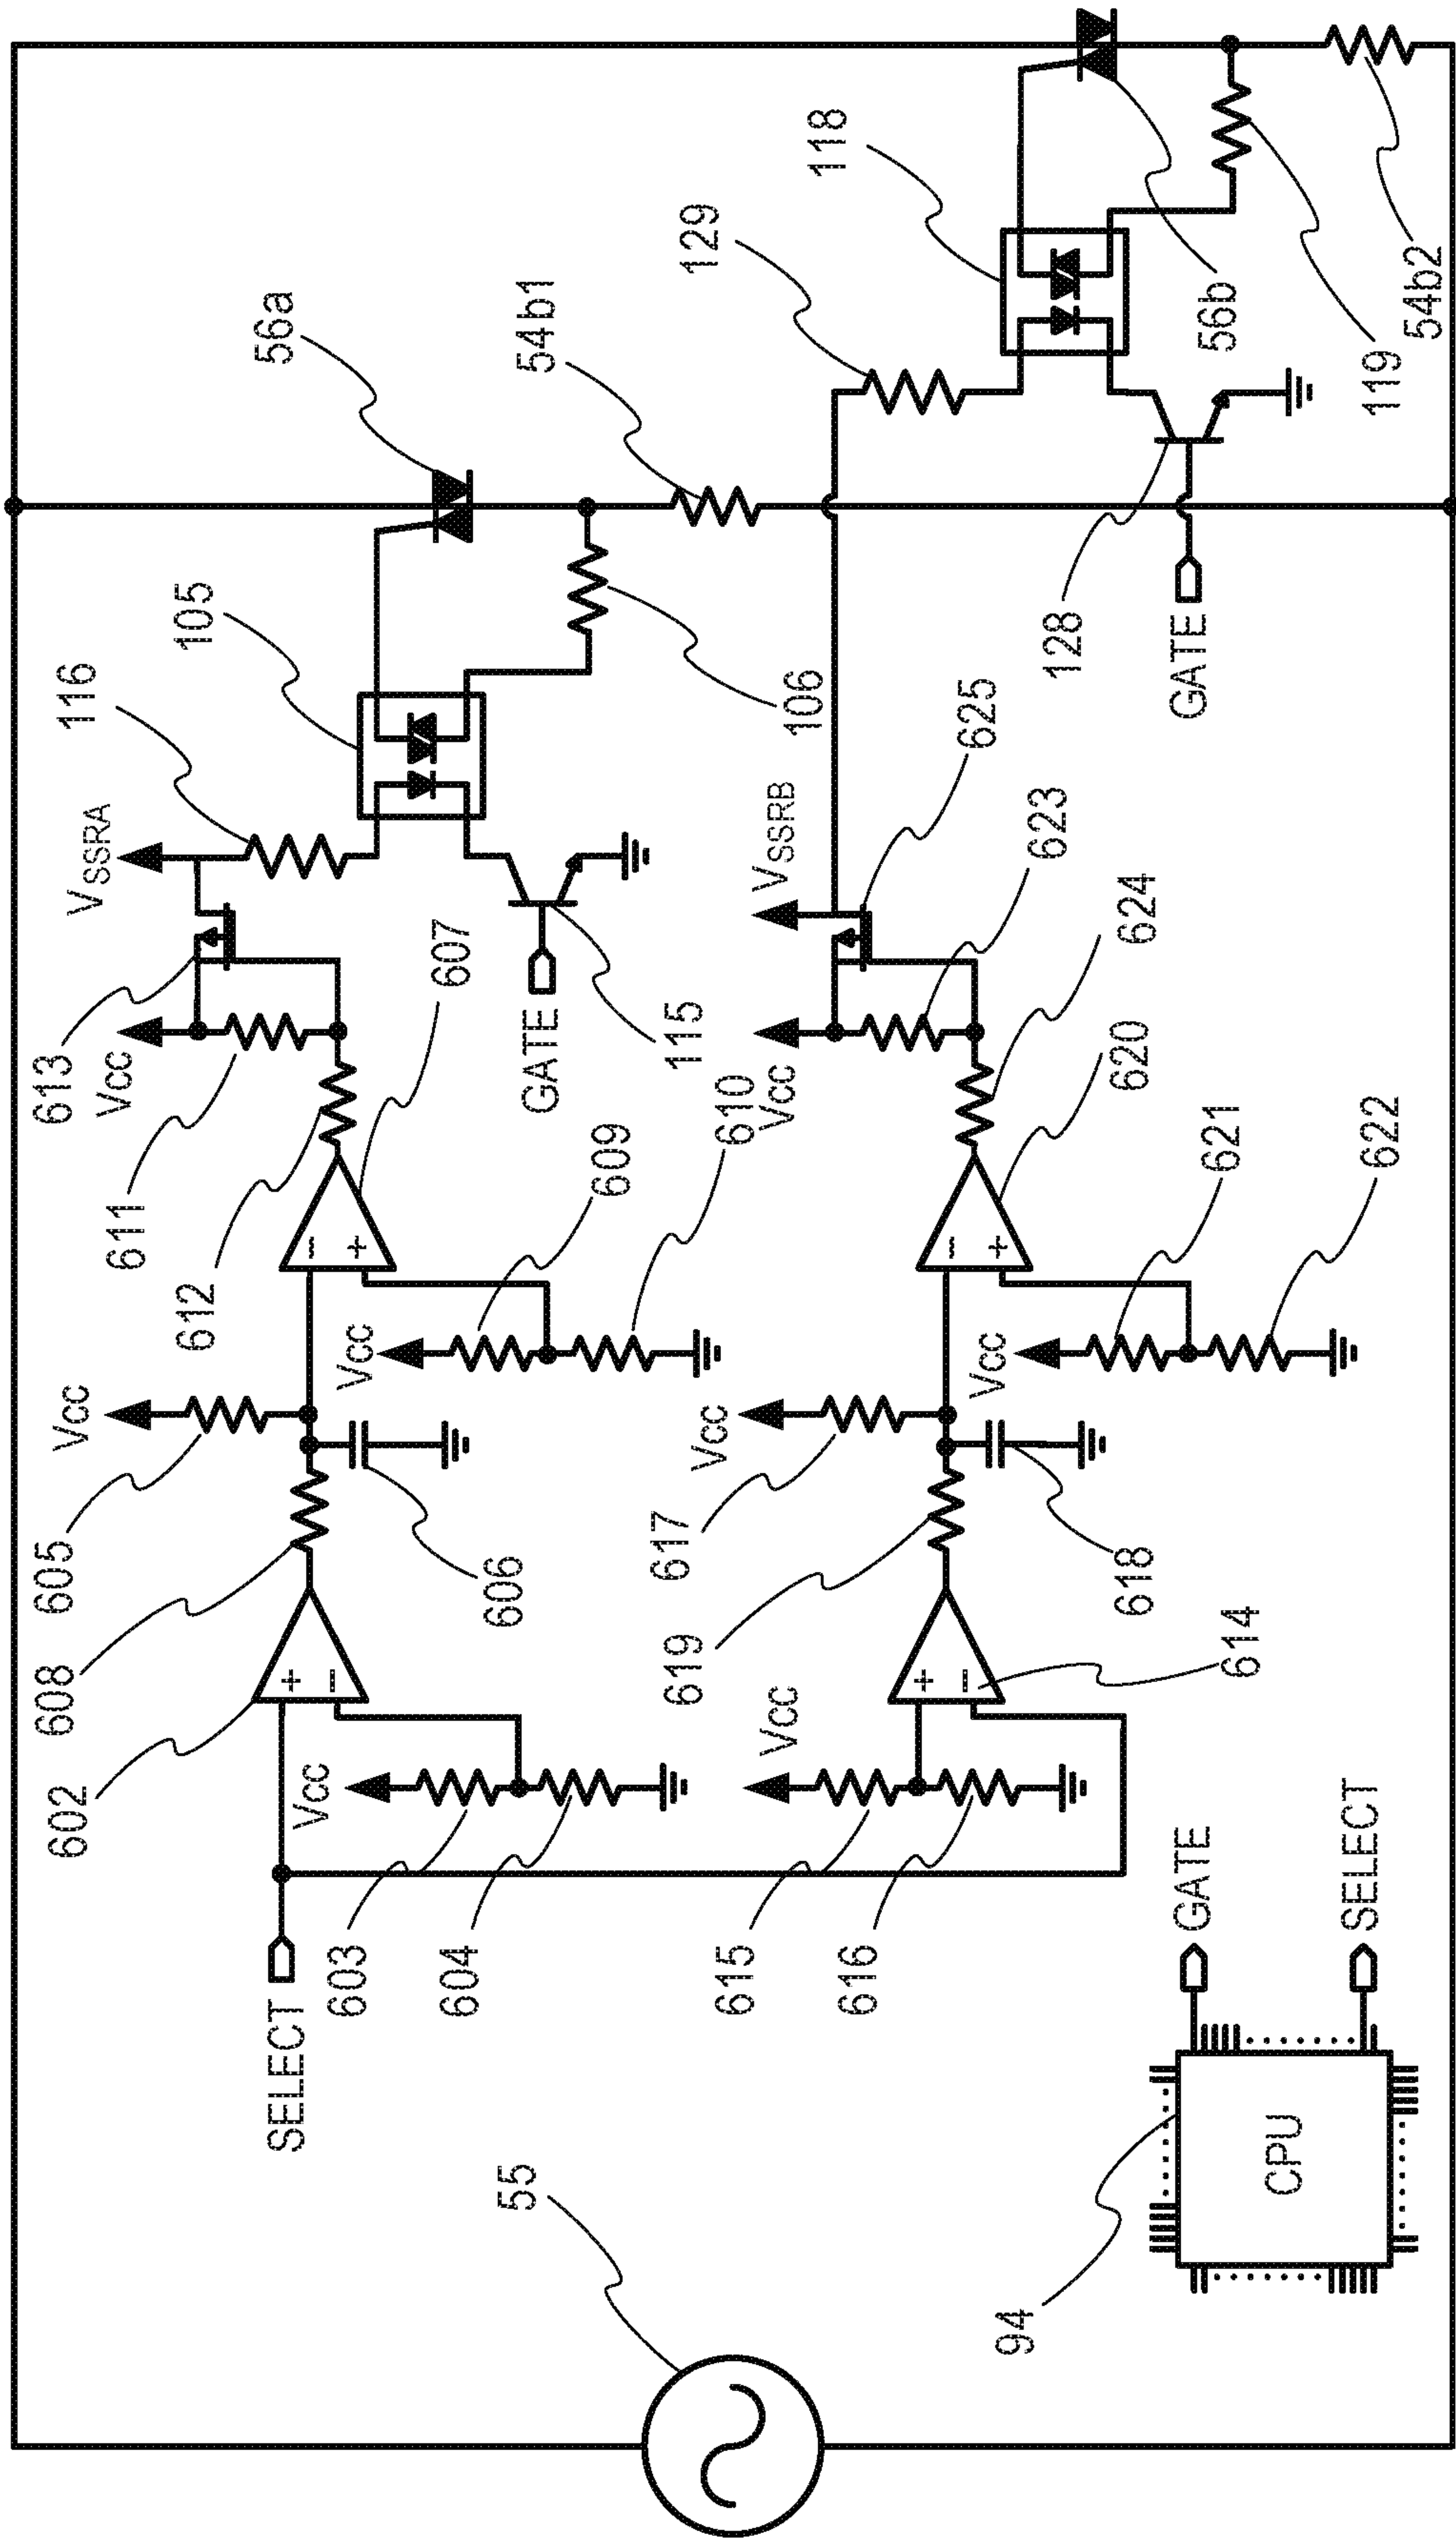 613
Vcc
611
612
VSSRA
116
105
56a
54b1
607
GATE
115
106
Vcc
605
608
602
606
Vcc
609
610
Vcc
603
604
SELECT
Vcc
623
624
VSSRB
625
129
118
128
GATE
56b
119
54b2
620
Vcc
617
619
618
Vcc
621
622
Vcc
614
615
616
55
94
CPU
GATE
SELECT
+
−
−
+
+
−
−
+